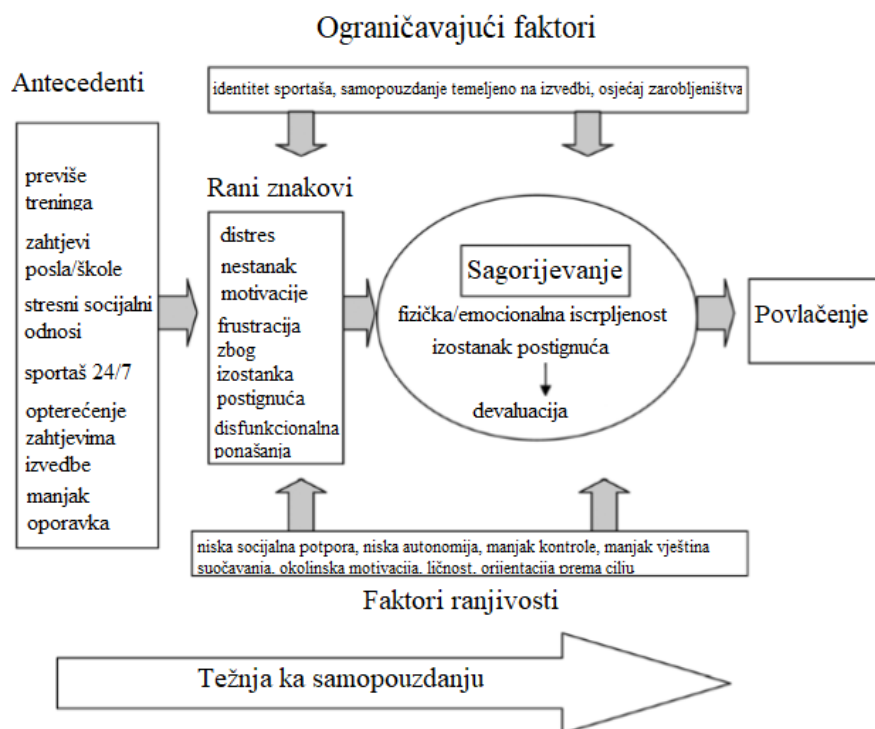 Ograničavajući faktori
identitet sportaša, samopouzdanje temeljeno na izvedbi, osjećaj zarobljeništva
Antecedenti
previše
treninga
zahtjevi
posla/škole
stresni socijalni
odnosi
sportaš 24/7
opterećenje
zahtjevima
izvedbe
manjak
oporavka
Rani znakovi
distres
nestanak
motivacije
frustracija
zbog
izostanka
postignuća
disfunkcionalna
ponašanja
Sagorijevanje
fizička/emocionalna iscrpljenost
izostanak postignuća
devaluacija
Povlačenje
niska socijalna potpora, niska autonomija, manjak kontrole, manjak vještina
suočavanja, okolinska motivacija, ličnost, orijentacija prema cilju
Faktori ranjivosti
Težnja ka samopouzdanju